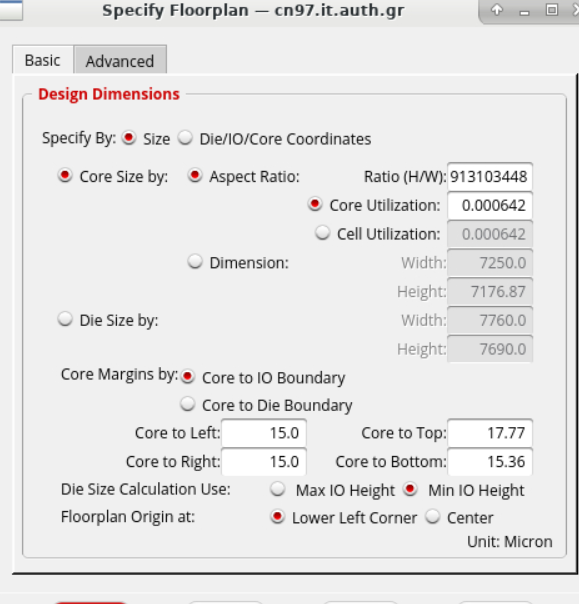 Specify Floorplan — cn97.it.auth.gr
Basic Advanced
Design Dimensions
Specify By: Size Die/IO/Core Coordinates
Core Size by: Aspect Ratio: Ratio (H/W): 913103448
Core Utilization: 0.000642
Cell Utilization: 0.000642
Dimension: Width: 7250.0
Height: 7176.87
Die Size by: Width: 7760.0
Height: 7690.0
Core Margins by: Core to IO Boundary
Core to Die Boundary
Core to Left: 15.0 Core to Top: 17.77
Core to Right: 15.0 Core to Bottom: 15.36
Die Size Calculation Use: Max IO Height Min IO Height
Floorplan Origin at: Lower Left Corner Center
Unit: Micron